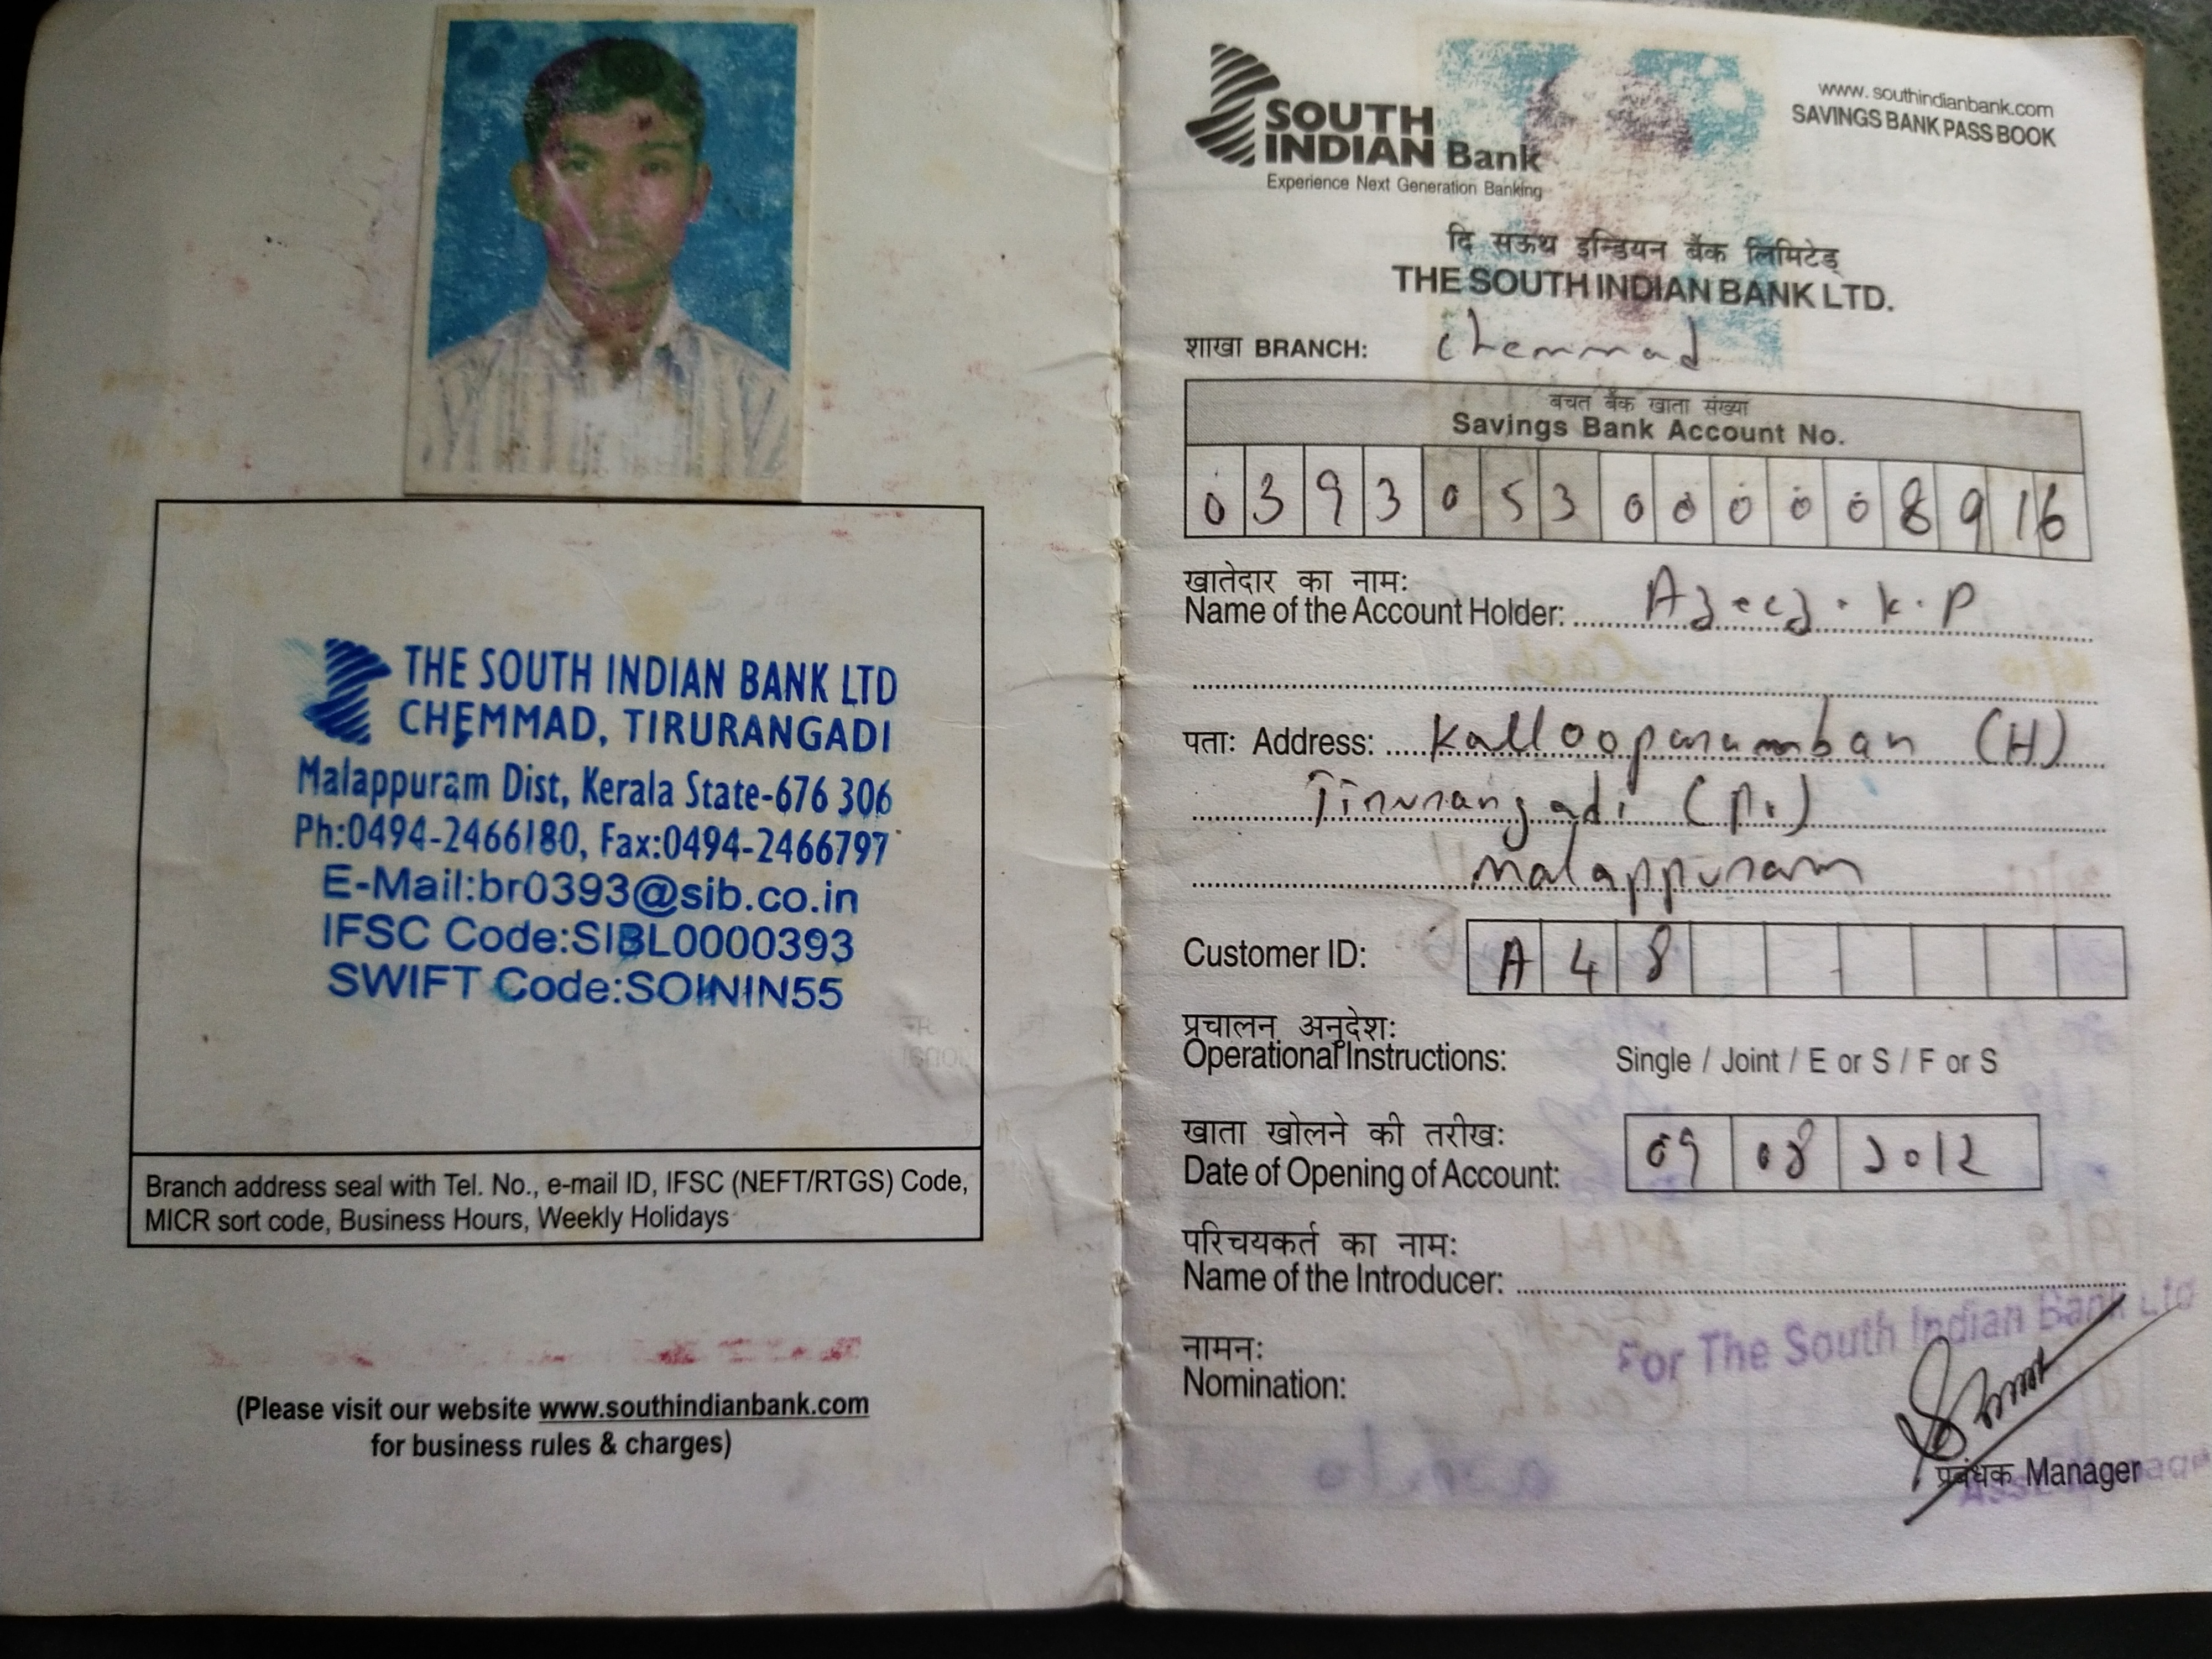 THE SOUTH INDIAN BANK LTD
CHEMMAD, TIRURANGADI
Malappuram Dist, Kerala State-676 306
Ph:0494-2466180, Fax:0494-2466797
E-Mail:br0393@sib.co.in
IFSC Code:SIBL0000393
SWIFT Code:SOININ55
Branch address seal with Tel. No., e-mail ID, IFSC (NEFT/RTGS) Code,
MICR sort code, Business Hours, Weekly Holidays
(Please visit our website www.southindianbank.com
for business rules & charges)
SOUTH
INDIAN Bank
Experience Next Generation Banking
www. southindianbank.com
SAVINGS BANK PASS BOOK
दि सऊथ इन्डियन बैंक लिमिटेड्
THE SOUTH INDIAN BANK LTD.
शाखा BRANCH: Chemmad
बचत बैंक खाता संख्या
Savings Bank Account No.
0 3 9 3 0 5 3 0 0 0 0 0 8 9 1 6
खातेदार का नाम:
Name of the Account Holder: Azeez . K . P
पता: Address: Kallooparamban (H)
Tirurangadi (Po)
Malappuram
Customer ID: A 4 8
प्रचालन अनुदेश:
Operational Instructions: Single / Joint / E or S / F or S
खाता खोलने की तरीख:
Date of Opening of Account: 09 08 2012
परिचयकर्त का नाम:
Name of the Introducer:
For The South Indian Bank Ltd
नामन:
Nomination:
प्रबंधक Manager